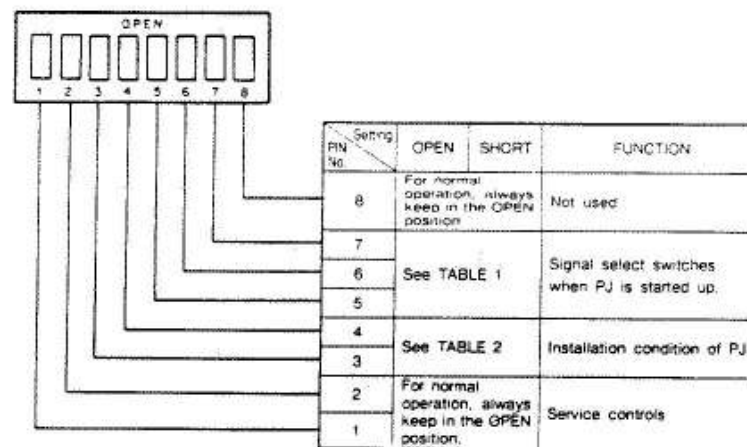 OPEN
1 2 3 4 5 6 7 8
Setting
PIN
No.
OPEN SHORT FUNCTION
8
For normal
operation, always
keep in the OPEN
position
Not used
7
6
5
See TABLE 1
Signal select switches
when PJ is started up.
4
3
See TABLE 2
Installation condition of PJ
2
1
For normal
operation, always
keep in the OPEN
position.
Service controls